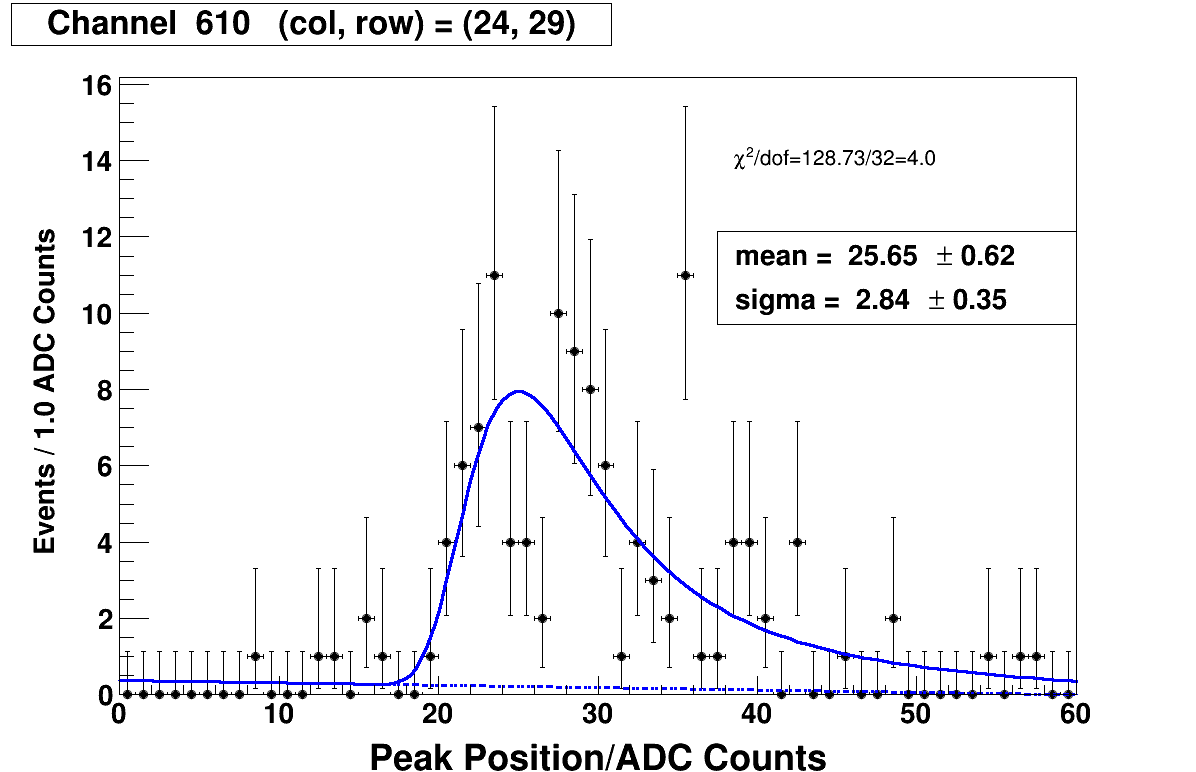 Channel 610 (col, row) = (24, 29)
16
14
12
10
8
6
4
2
0
Events / 1.0 ADC Counts
χ²/dof=128.73/32=4.0
mean = 25.65 ± 0.62
sigma = 2.84 ± 0.35
0 10 20 30 40 50 60
Peak Position/ADC Counts